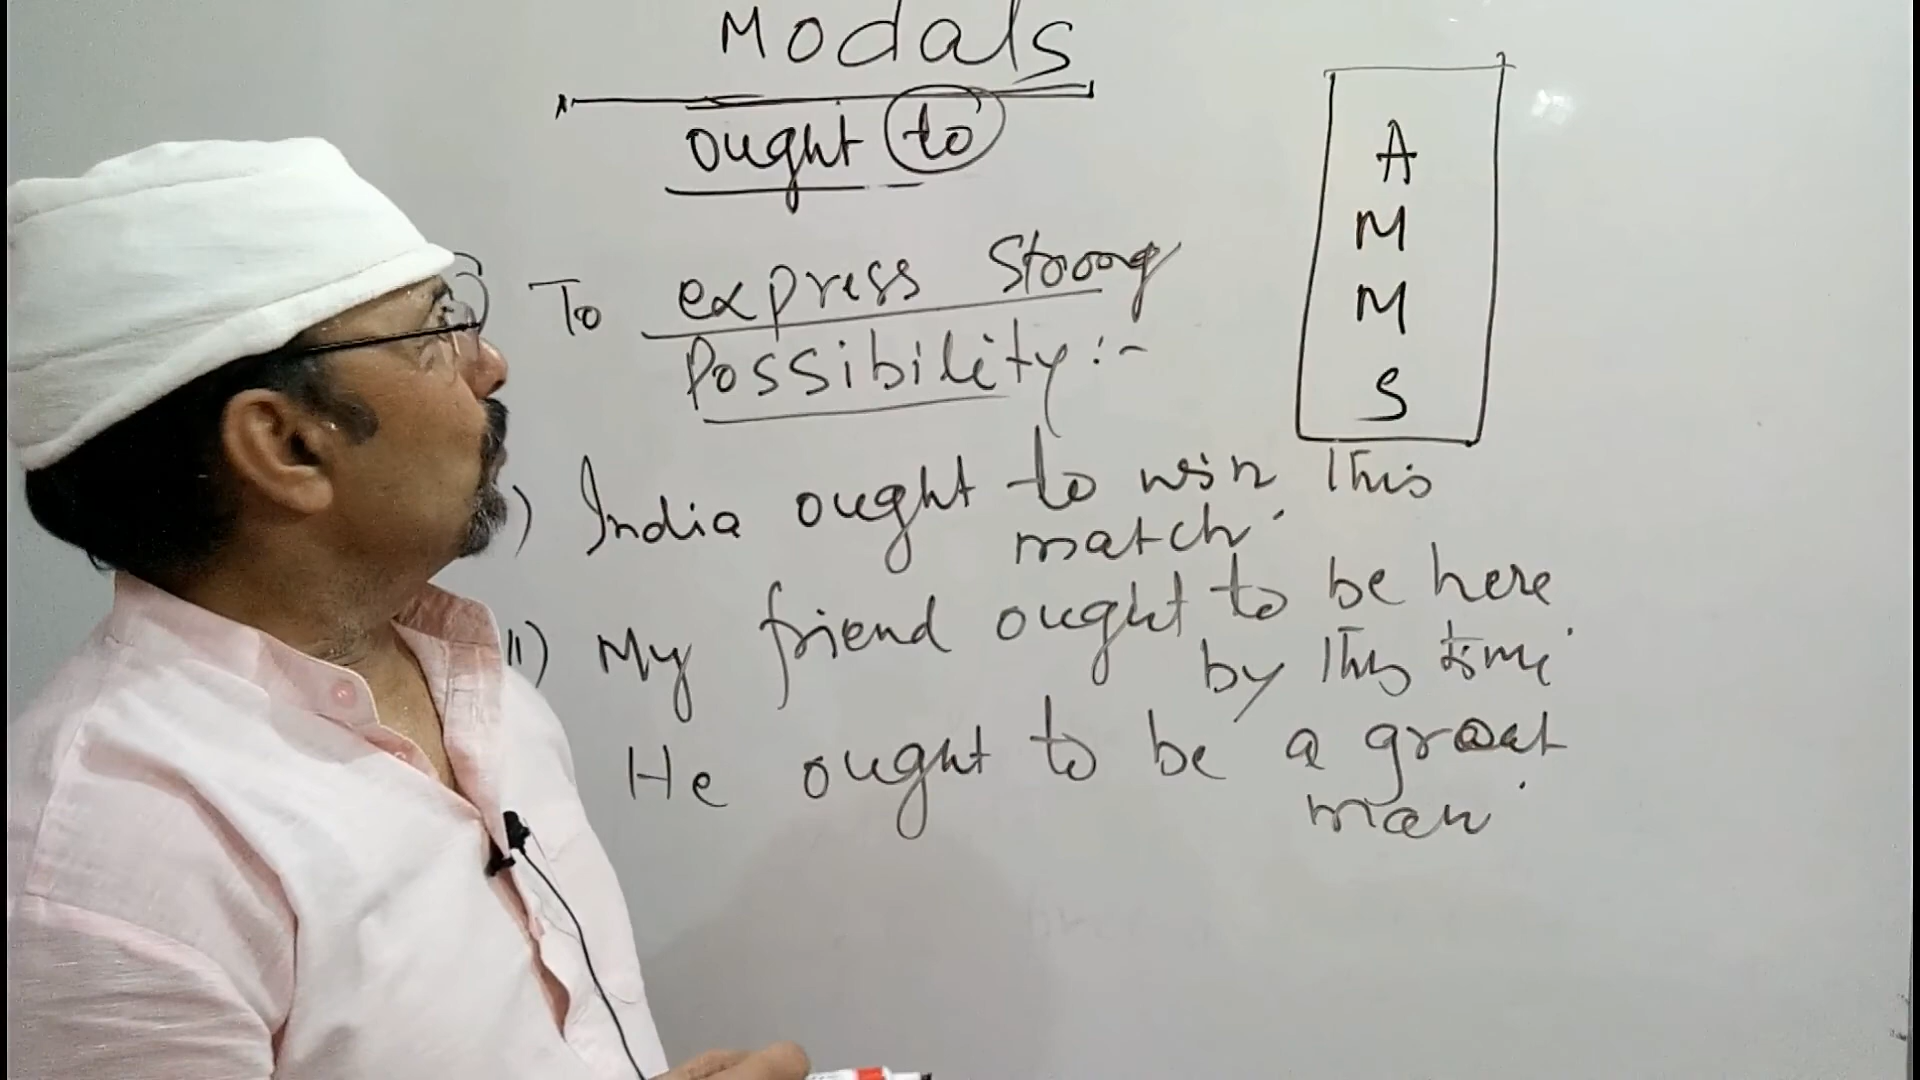 Modals
ought to
To express Strong
Possibility:-
A
M
M
S
) India ought to win this
match.
II) My friend ought to be here
by this time.
He ought to be a great
man.